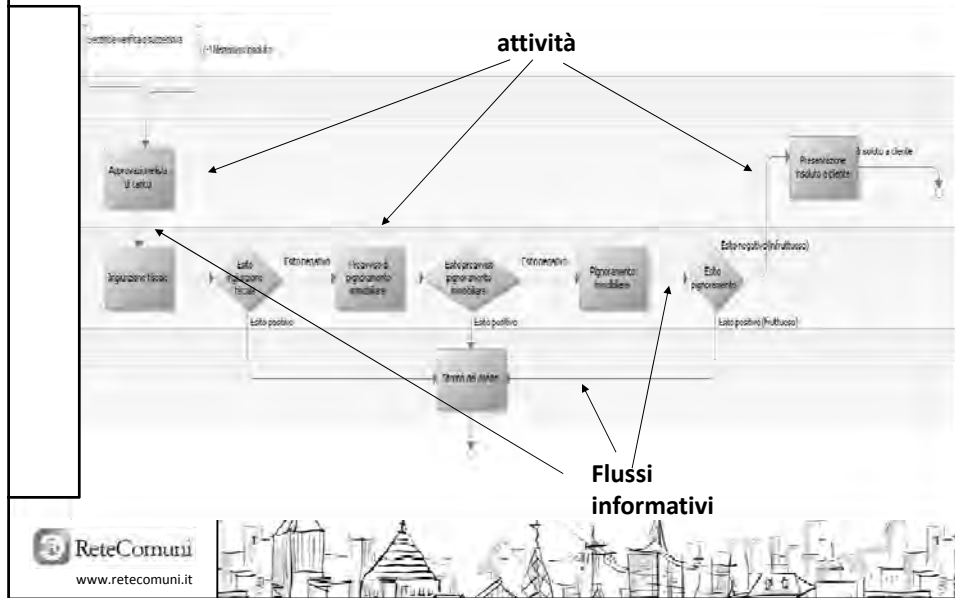 attività
Approvazione lista
di carico
Presentazione
insoluto a cliente
Insoluto a cliente
Esito negativo (infruttuoso)
Ingiunzione fiscale
Esito
ingiunzione
fiscale
Esito negativo
Preavviso di
pignoramento
immobiliare
Esito preavviso
pignoramento
immobiliare
Esito negativo
Pignoramento
immobiliare
Esito
pignoramento
Esito positivo
Esito positivo
Esito positivo (fruttuoso)
Flussi
informativi
ReteComuni
www.retecomuni.it